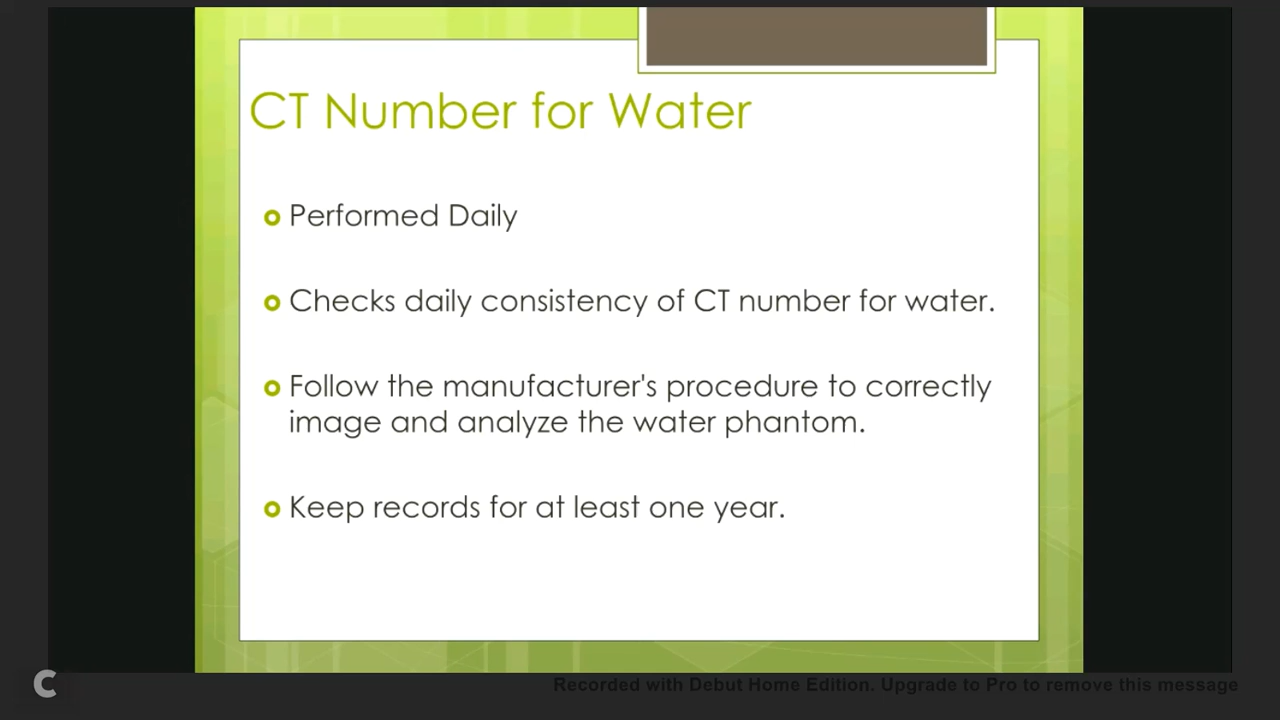 CT Number for Water
Performed Daily
Checks daily consistency of CT number for water.
Follow the manufacturer's procedure to correctly
image and analyze the water phantom.
Keep records for at least one year.
C
Recorded with Debut Home Edition. Upgrade to Pro to remove this message